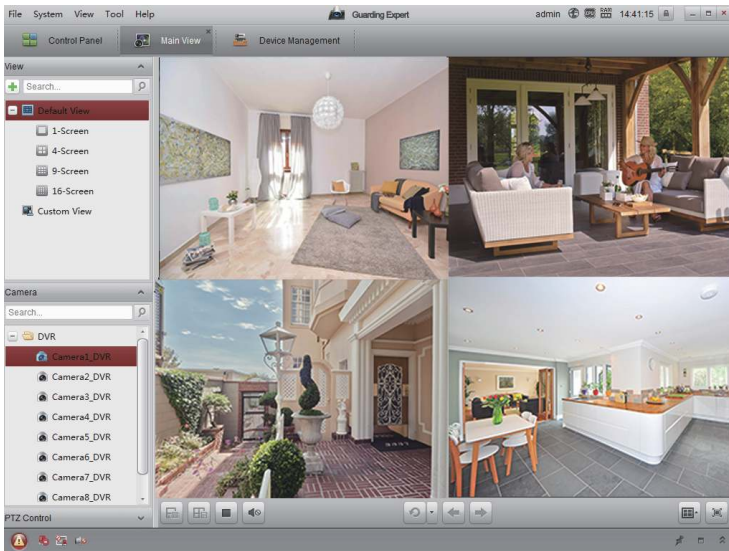 File System View Tool Help Guarding Expert admin 14:41:15
Control Panel Main View Device Management
View
Search...
Default View
1-Screen
4-Screen
9-Screen
16-Screen
Custom View
Camera
Search...
DVR
Camera1_DVR
Camera2_DVR
Camera3_DVR
Camera4_DVR
Camera5_DVR
Camera6_DVR
Camera7_DVR
Camera8_DVR
PTZ Control